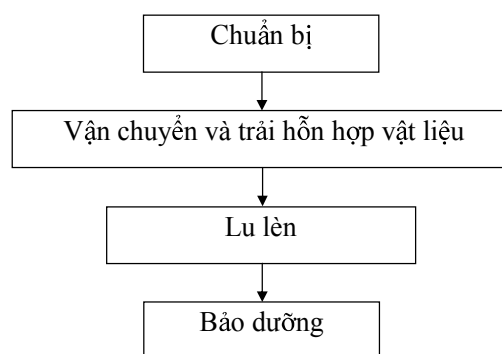 Chuẩn bị
Vận chuyển và trải hỗn hợp vật liệu
Lu lèn
Bảo dưỡng